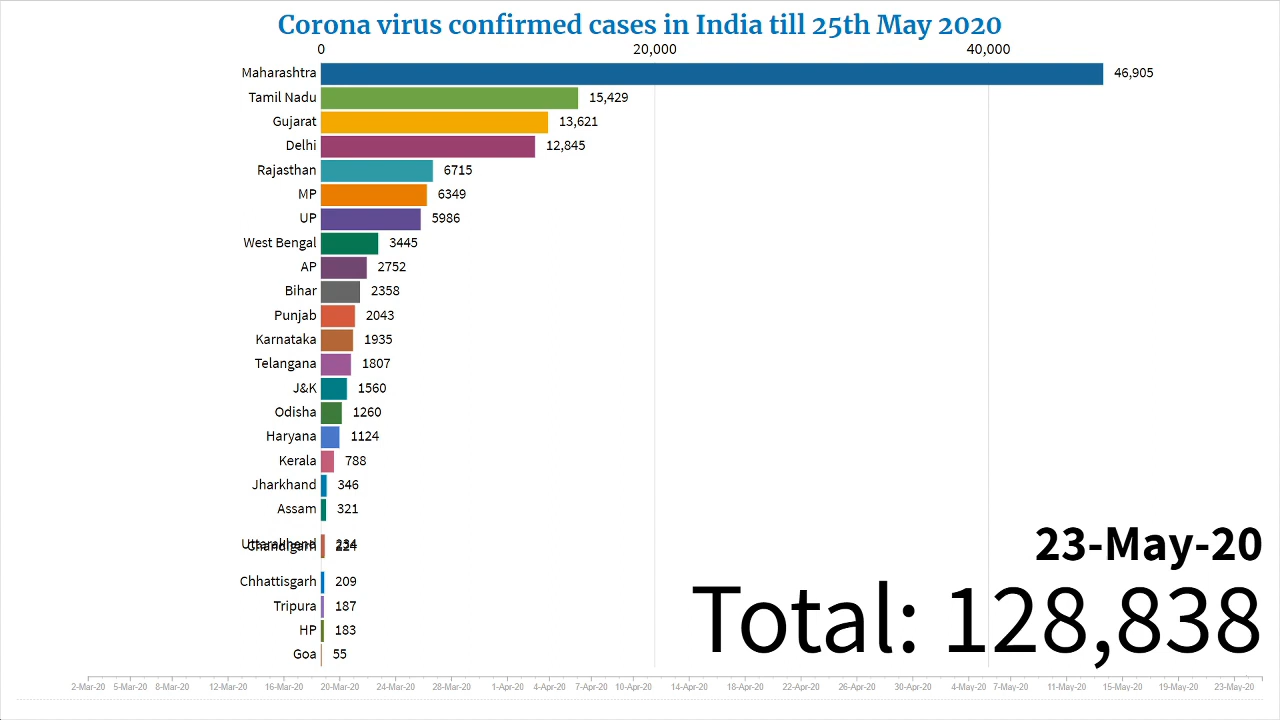 Corona virus confirmed cases in India till 25th May 2020
0 20,000 40,000
Maharashtra 46,905
Tamil Nadu 15,429
Gujarat 13,621
Delhi 12,845
Rajasthan 6715
MP 6349
UP 5986
West Bengal 3445
AP 2752
Bihar 2358
Punjab 2043
Karnataka 1935
Telangana 1807
J&K 1560
Odisha 1260
Haryana 1124
Kerala 788
Jharkhand 346
Assam 321
Uttarakhand 234
Chandigarh 224
23-May-20
Chhattisgarh 209
Tripura 187
Total: 128,838
HP 183
Goa 55
2-Mar-20 5-Mar-20 8-Mar-20 12-Mar-20 16-Mar-20 20-Mar-20 24-Mar-20 28-Mar-20 1-Apr-20 4-Apr-20 7-Apr-20 10-Apr-20 14-Apr-20 18-Apr-20 22-Apr-20 26-Apr-20 30-Apr-20 4-May-20 7-May-20 11-May-20 15-May-20 19-May-20 23-May-20